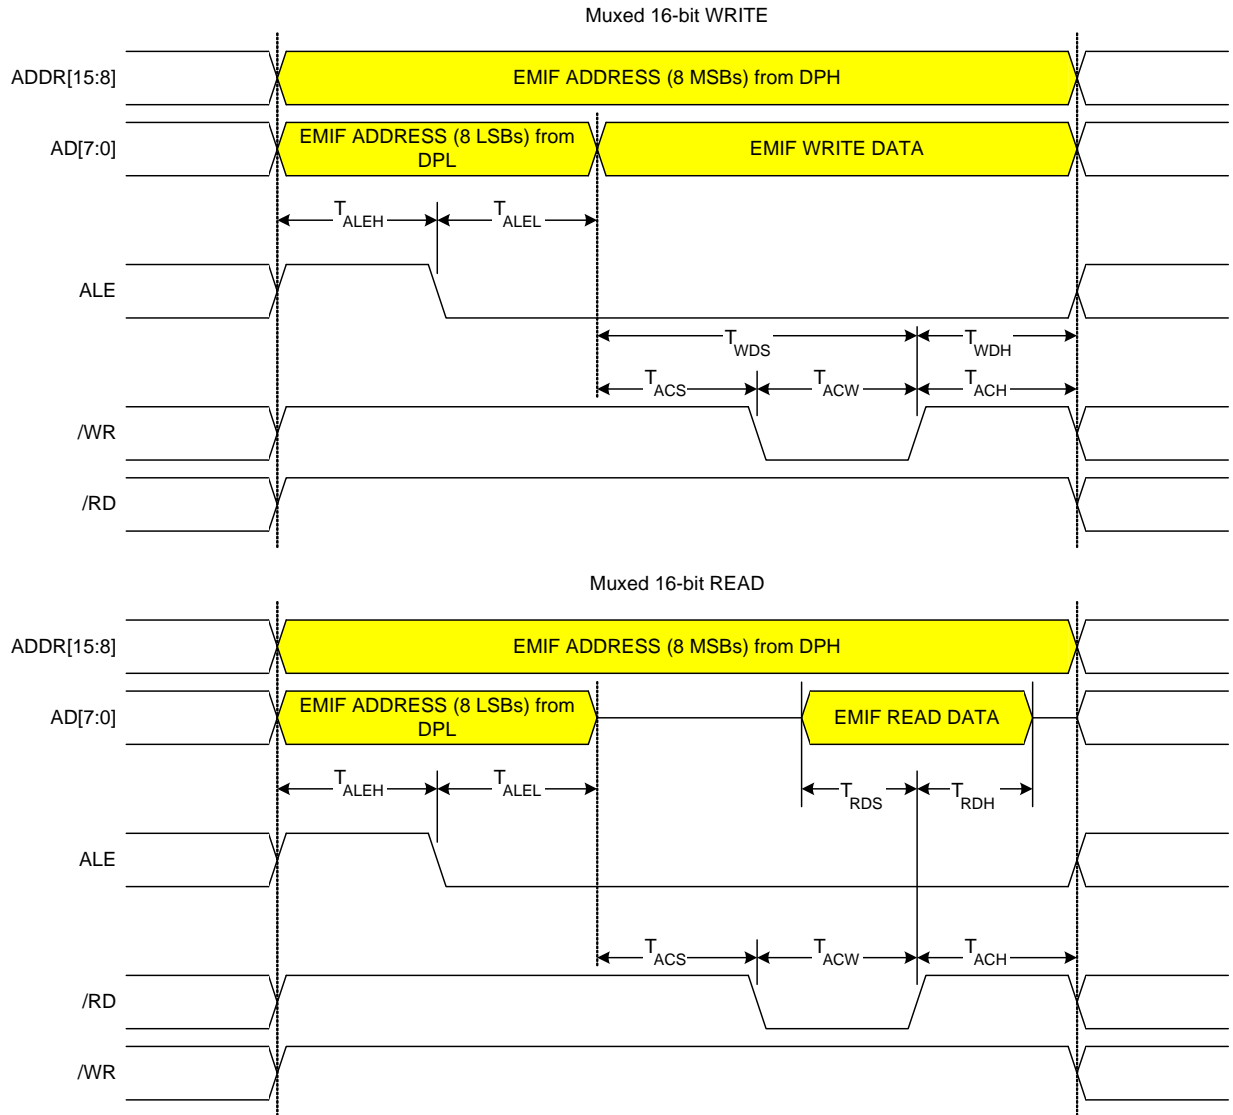 Muxed 16-bit WRITE
ADDR[15:8]
EMIF ADDRESS (8 MSBs) from DPH
AD[7:0]
EMIF ADDRESS (8 LSBs) from
DPL
EMIF WRITE DATA
TALEH
TALEL
ALE
TWDS
TWDH
TACS
TACW
TACH
/WR
/RD
Muxed 16-bit READ
ADDR[15:8]
EMIF ADDRESS (8 MSBs) from DPH
AD[7:0]
EMIF ADDRESS (8 LSBs) from
DPL
EMIF READ DATA
TALEH
TALEL
TRDS
TRDH
ALE
TACS
TACW
TACH
/RD
/WR